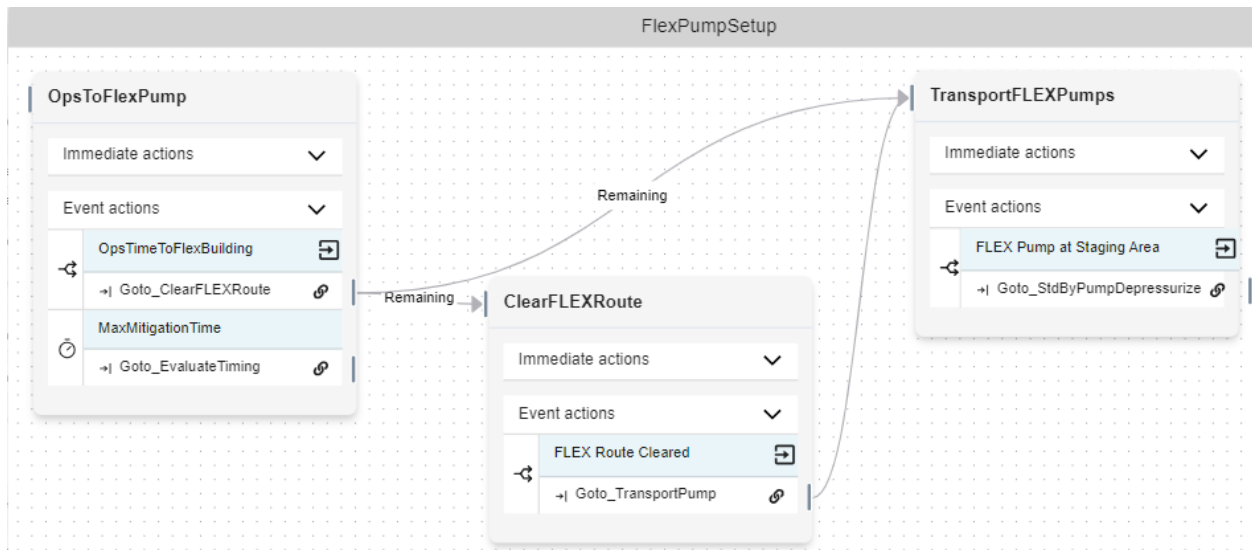 FlexPumpSetup
OpsToFlexPump
Immediate actions
Event actions
OpsTimeToFlexBuilding
Goto_ClearFLEXRoute
MaxMitigationTime
Goto_EvaluateTiming
Remaining
Remaining
ClearFLEXRoute
Immediate actions
Event actions
FLEX Route Cleared
Goto_TransportPump
TransportFLEXPumps
Immediate actions
Event actions
FLEX Pump at Staging Area
Goto_StdByPumpDepressurize